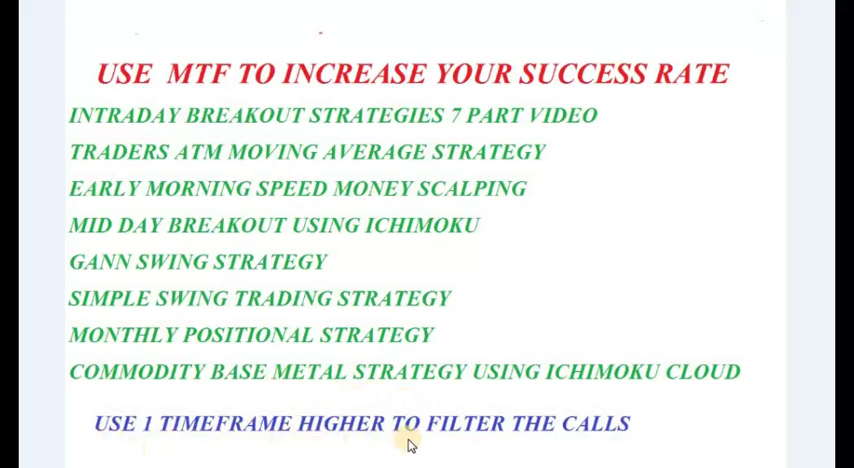 USE MTF TO INCREASE YOUR SUCCESS RATE
INTRADAY BREAKOUT STRATEGIES 7 PART VIDEO
TRADERS ATM MOVING AVERAGE STRATEGY
EARLY MORNING SPEED MONEY SCALPING
MID DAY BREAKOUT USING ICHIMOKU
GANN SWING STRATEGY
SIMPLE SWING TRADING STRATEGY
MONTHLY POSITIONAL STRATEGY
COMMODITY BASE METAL STRATEGY USING ICHIMOKU CLOUD
USE 1 TIMEFRAME HIGHER TO FILTER THE CALLS